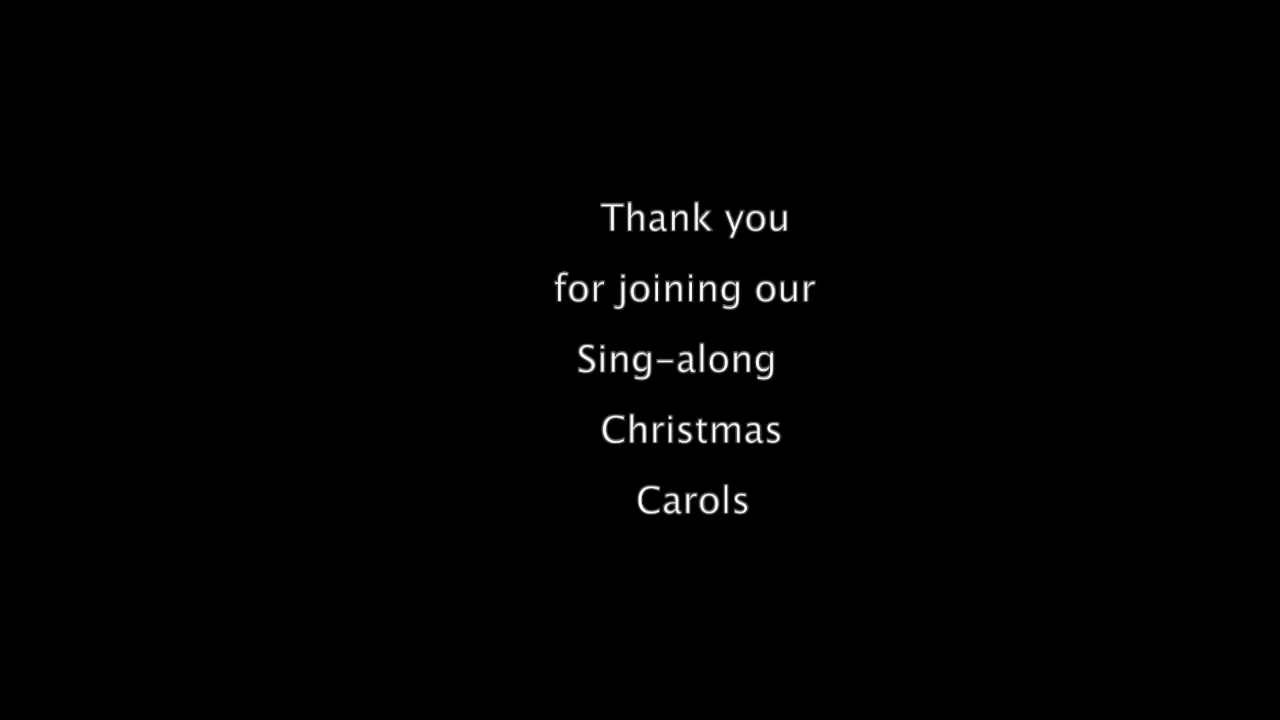 Thank you
for joining our
Sing-along
Christmas
Carols